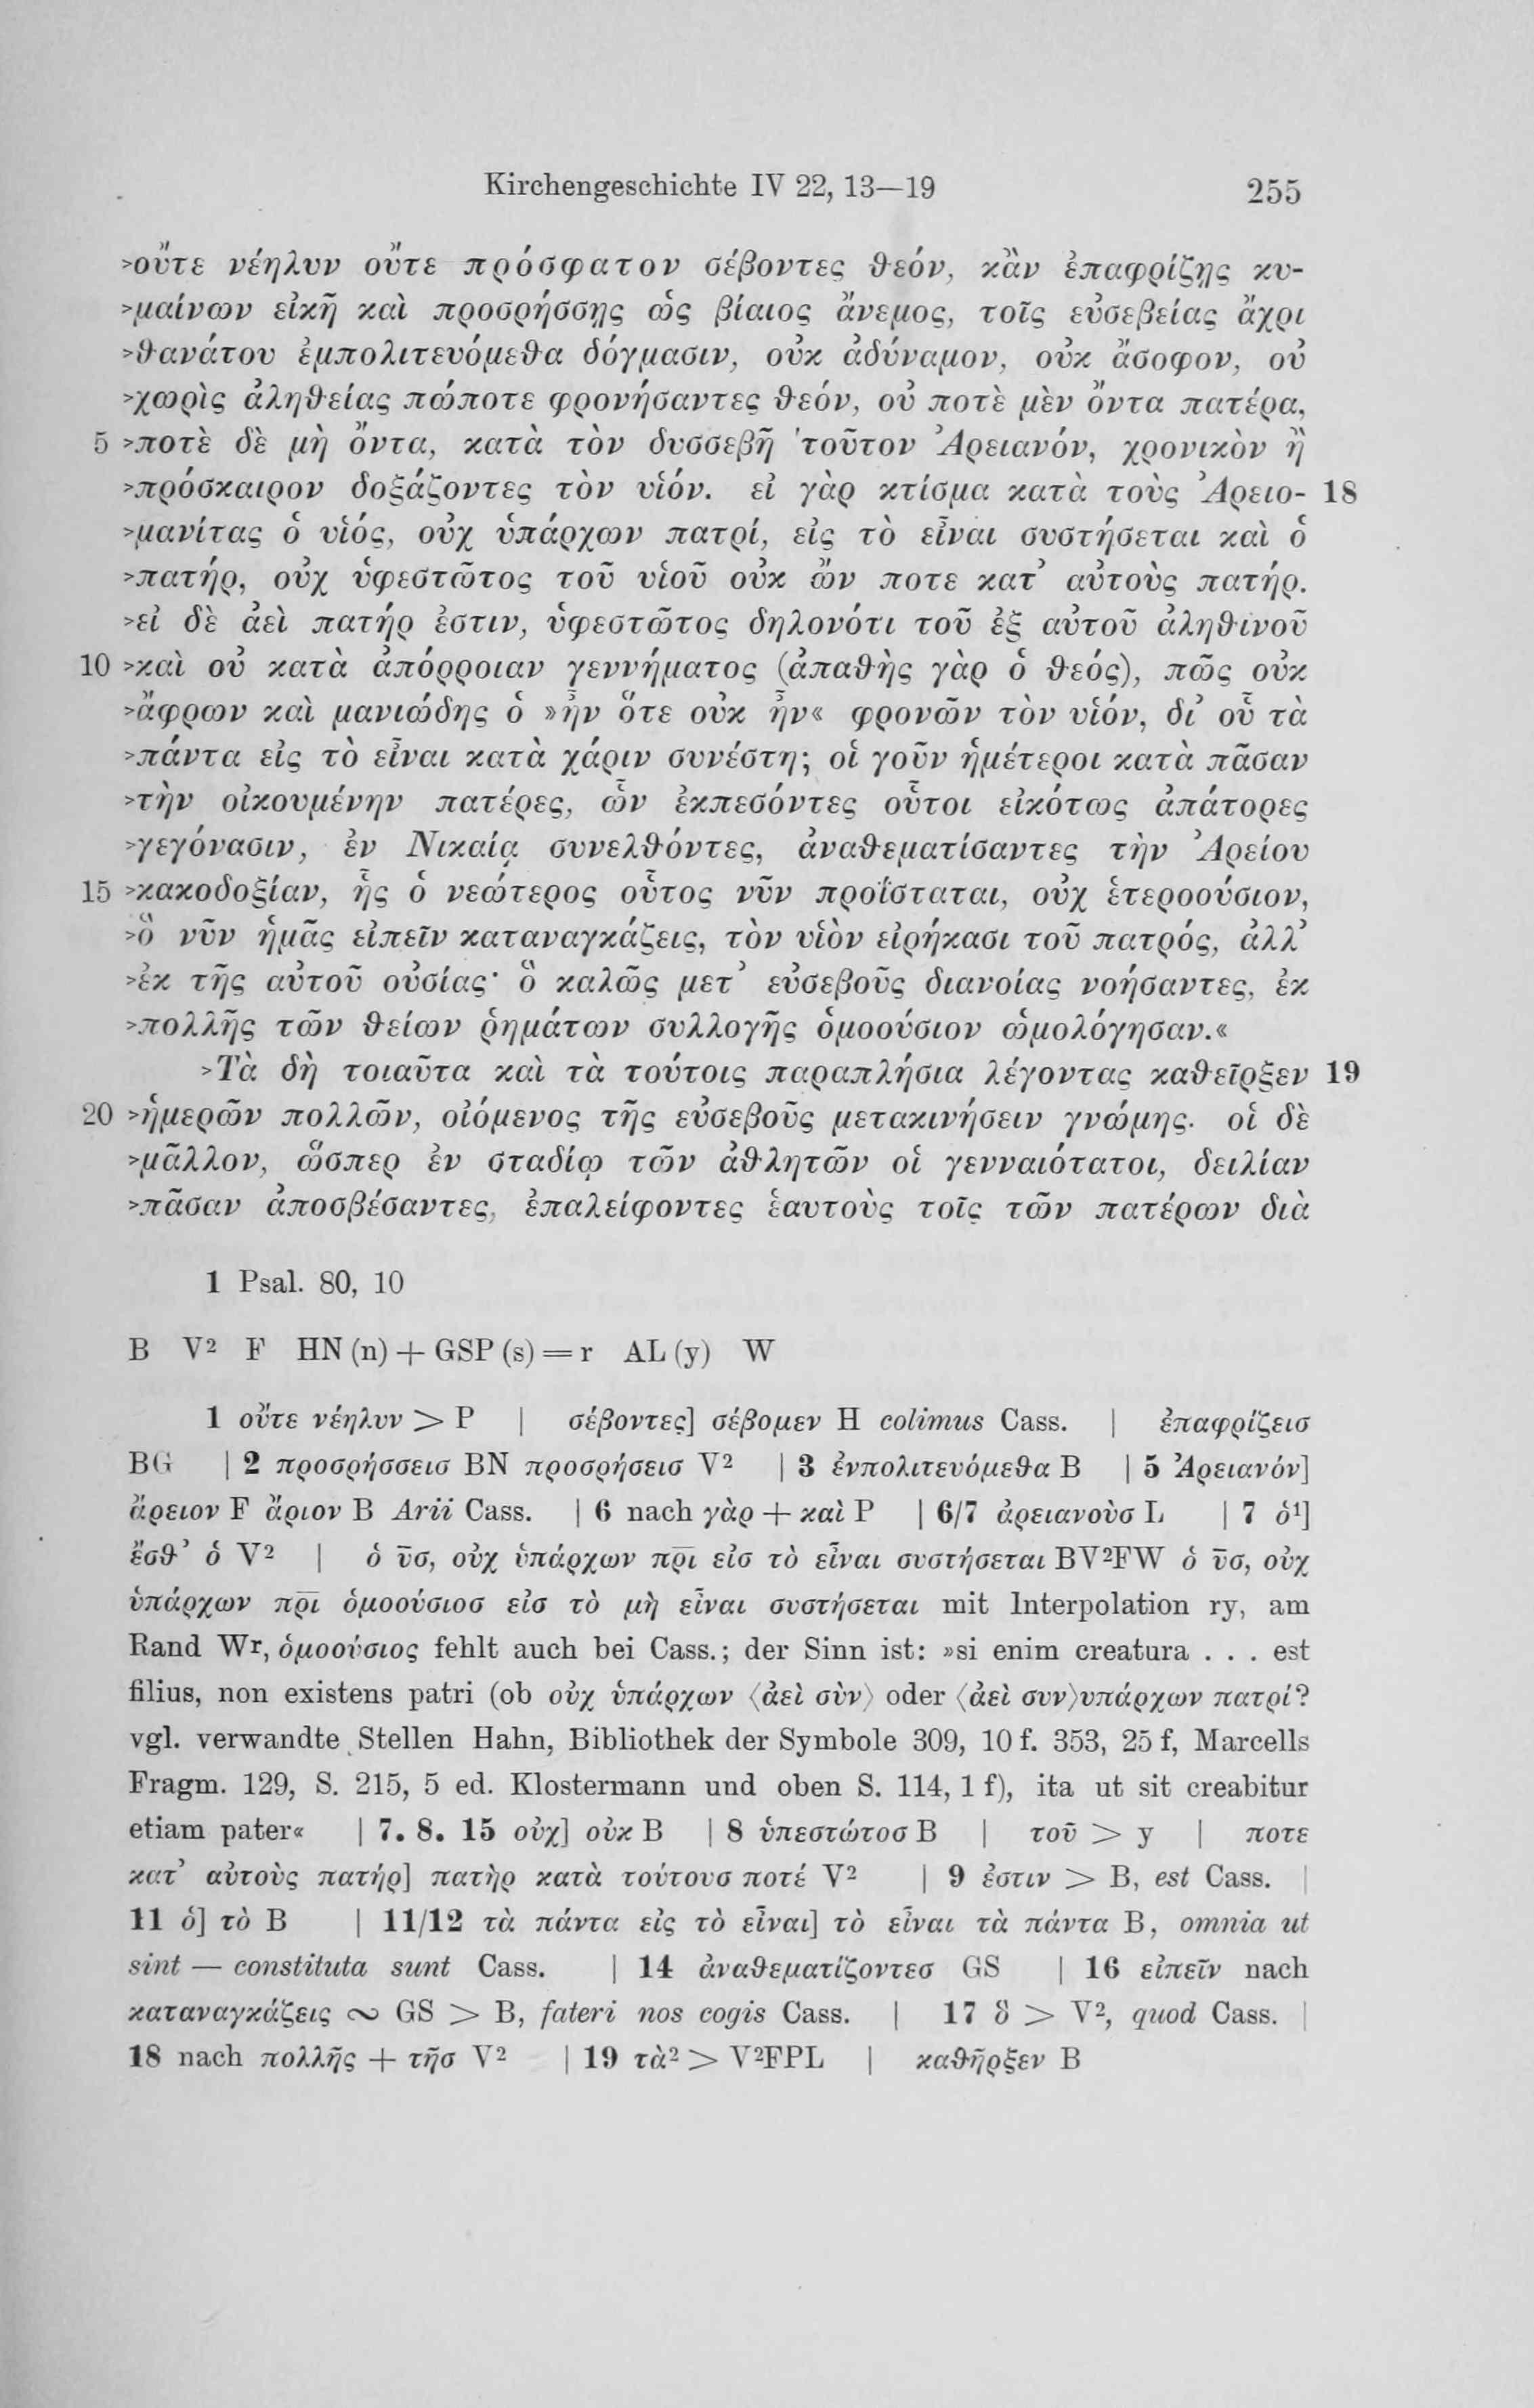 Kirchengeschichte IV 22, 13—19 255
>οὔτε νέηλυν οὔτε πρόσφατον σέβοντες θεόν, κἂν ἐπαφρίζῃς κυ-
>μαίνων εἰκῆ καὶ προσρήσσῃς ὡς βίαιος ἄνεμος, τοῖς εὐσεβείας ἄχρι
>θανάτου ἐμπολιτευόμεθα δόγμασιν, οὐκ ἀδύναμον, οὐκ ἄσοφον, οὐ
>χωρὶς ἀληθείας πώποτε φρονήσαντες θεόν, οὐ ποτὲ μὲν ὄντα πατέρα,
5 >ποτὲ δὲ μὴ ὄντα, κατὰ τὸν δυσσεβῆ τοῦτον Ἀρειανόν, χρονικὸν ἢ
>πρόσκαιρον δοξάζοντες τὸν υἱόν. εἰ γὰρ κτίσμα κατὰ τοὺς Ἀρειο- 18
>μανίτας ὁ υἱός, οὐχ ὑπάρχων πατρί, εἰς τὸ εἶναι συστήσεται καὶ ὁ
>πατήρ, οὐχ ὑφεστῶτος τοῦ υἱοῦ οὐκ ὤν ποτε κατ’ αὐτοὺς πατήρ.
>εἰ δὲ ἀεὶ πατήρ ἐστιν, ὑφεστῶτος δηλονότι τοῦ ἐξ αὐτοῦ ἀληθινοῦ
10 >καὶ οὐ κατὰ ἀπόρροιαν γεννήματος (ἀπαθὴς γὰρ ὁ θεός), πῶς οὐκ
>ἄφρων καὶ μανιώδης ὁ »ἦν ὅτε οὐκ ἦν« φρονῶν τὸν υἱόν, δι’ οὗ τὰ
>πάντα εἰς τὸ εἶναι κατὰ χάριν συνέστη; οἱ γοῦν ἡμέτεροι κατὰ πᾶσαν
>τὴν οἰκουμένην πατέρες, ὧν ἐκπεσόντες οὗτοι εἰκότως ἀπάτορες
>γεγόνασιν, ἐν Νικαίᾳ συνελθόντες, ἀναθεματίσαντες τὴν Ἀρείου
15 >κακοδοξίαν, ἧς ὁ νεώτερος οὗτος νῦν προΐσταται, οὐχ ἑτεροούσιον,
>ὃ νῦν ἡμᾶς εἰπεῖν καταναγκάζεις, τὸν υἱὸν εἰρήκασι τοῦ πατρός, ἀλλ’
>ἐκ τῆς αὐτοῦ οὐσίας· ὃ καλῶς μετ’ εὐσεβοῦς διανοίας νοήσαντες, ἐκ
>πολλῆς τῶν θείων ῥημάτων συλλογῆς ὁμοούσιον ὡμολόγησαν.«
>Τὰ δὴ τοιαῦτα καὶ τὰ τούτοις παραπλήσια λέγοντας καθεῖρξεν 19
20 >ἡμερῶν πολλῶν, οἰόμενος τῆς εὐσεβοῦς μετακινήσειν γνώμης. οἱ δὲ
>μᾶλλον, ὥσπερ ἐν σταδίῳ τῶν ἀθλητῶν οἱ γενναιότατοι, δειλίαν
>πᾶσαν ἀποσβέσαντες, ἐπαλείφοντες ἑαυτοὺς τοῖς τῶν πατέρων διὰ
1 Psal. 80, 10
B V² F HN (n) + GSP (s) = r AL (y) W
1 οὔτε νέηλυν > P | σέβοντες] σέβομεν H colimus Cass. | ἐπαφρίζεισ
BG | 2 προσρήσσεισ BN προσρήσεισ V² | 3 ἐνπολιτευόμεθα B | 5 Ἀρειανόν]
ἄρειον F ἄριον B Arii Cass. | 6 nach γὰρ + καὶ P | 6/7 ἀρειανοὺσ L | 7 ὁ¹]
ἔσθ’ ὁ V² | ὁ ῡσ, οὐχ ὑπάρχων πρι εἰσ τὸ εἶναι συστήσεται BV²FW ὁ ῡσ, οὐχ
ὑπάρχων πρι ὁμοούσιοσ εἰσ τὸ μὴ εἶναι συστήσεται mit Interpolation ry, am
Rand Wʳ, ὁμοούσιος fehlt auch bei Cass.; der Sinn ist: »si enim creatura . . . est
filius, non existens patri (ob οὐχ ὑπάρχων ⟨ἀεὶ σὺν⟩ oder ⟨ἀεὶ συν⟩υπάρχων πατρί?
vgl. verwandte Stellen Hahn, Bibliothek der Symbole 309, 10 f. 353, 25 f, Marcells
Fragm. 129, S. 215, 5 ed. Klostermann und oben S. 114, 1 f), ita ut sit creabitur
etiam pater« | 7. 8. 15 οὐχ] οὐκ B | 8 ὑπεστώτοσ B | τοῦ > y | ποτε
κατ’ αὐτοὺς πατήρ] πατὴρ κατὰ τούτουσ ποτέ V² | 9 ἐστιν > B, est Cass. |
11 ὁ] τὸ B | 11/12 τὰ πάντα εἰς τὸ εἶναι] τὸ εἶναι τὰ πάντα B, omnia ut
sint — constituta sunt Cass. | 14 ἀναθεματίζοντεσ GS | 16 εἰπεῖν nach
καταναγκάζεις ∾ GS > B, fateri nos cogis Cass. | 17 ὃ > V², quod Cass. |
18 nach πολλῆς + τῆσ V² | 19 τὰ² > V²FPL | καθῆρξεν B